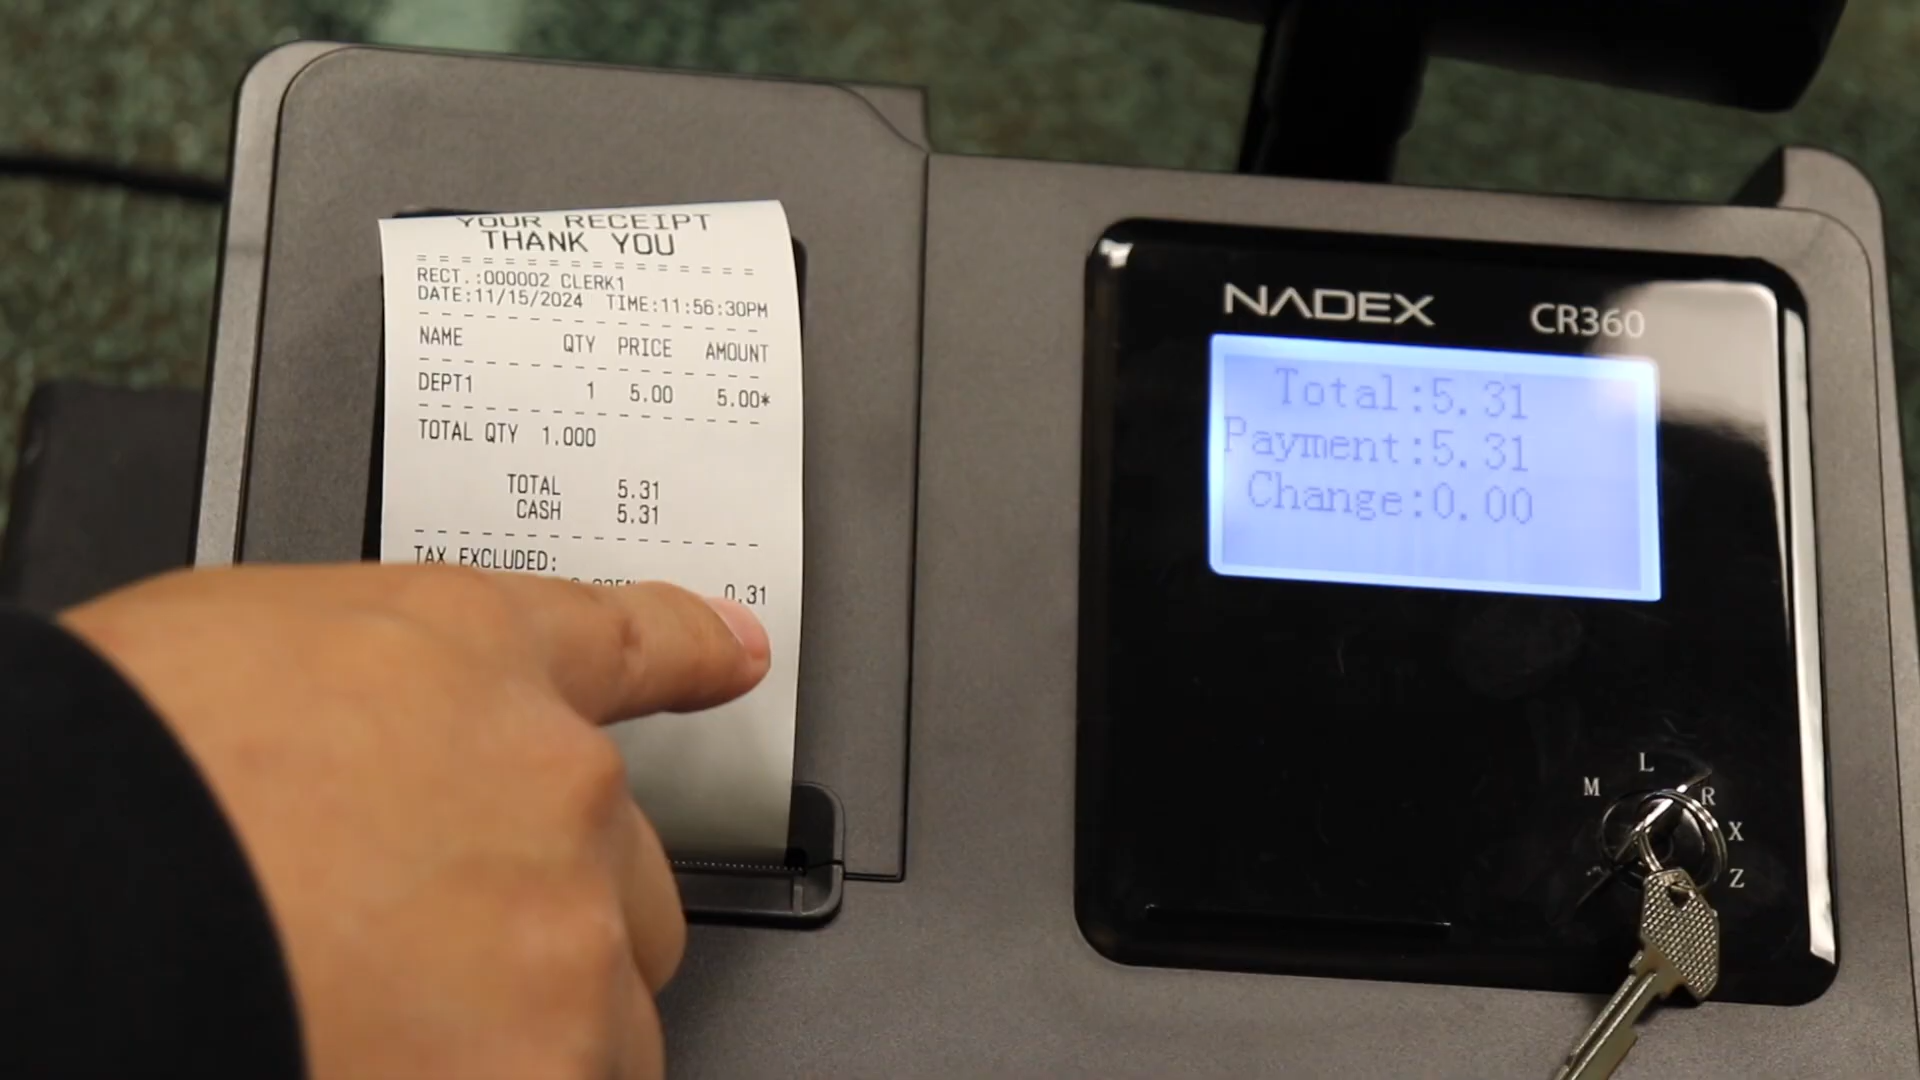 YOUR RECEIPT
THANK YOU
RECT.:000002 CLERK1
DATE:11/15/2024 TIME:11:56:30PM
NAME QTY PRICE AMOUNT
DEPT1 1 5.00 5.00*
TOTAL QTY 1.000
TOTAL 5.31
CASH 5.31
TAX EXCLUDED:
0.31
NADEX CR360
Total:5.31
Payment:5.31
Change:0.00
L
M R
X
Z